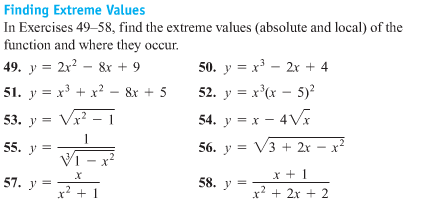 Finding Extreme Values
In Exercises 49–58, find the extreme values (absolute and local) of the
function and where they occur.
49. y = 2x² − 8x + 9    50. y = x³ − 2x + 4
51. y = x³ + x² − 8x + 5    52. y = x³(x − 5)²
53. y = √(x² − 1)    54. y = x − 4√x
55. y = 1/∛(1 − x²)    56. y = √(3 + 2x − x²)
57. y = x/(x² + 1)    58. y = (x + 1)/(x² + 2x + 2)